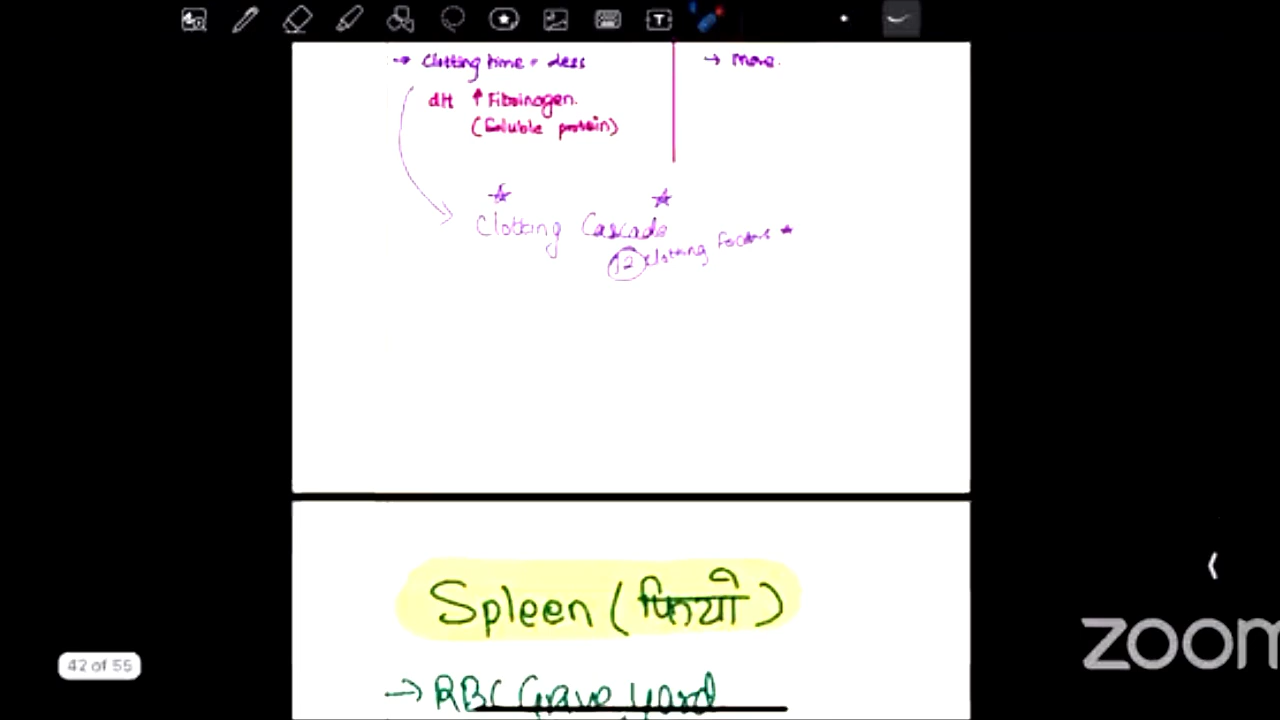 → Clotting time = less
→ more.
dH ↑ Fibrinogen.
(Soluble protein)
Clotting Cascade
12 clotting factors
Spleen (फियो)
→ RBC Grave yard
42 of 55
zoom